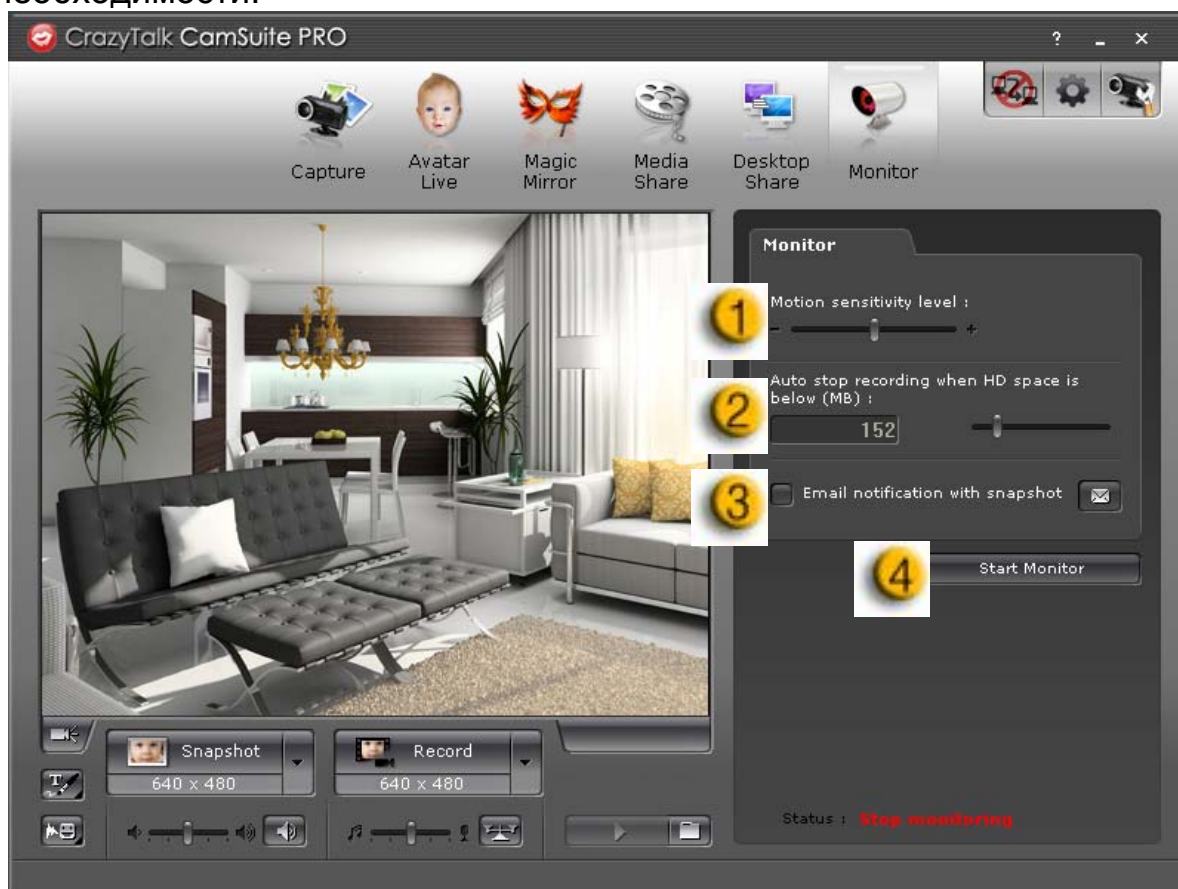 необходимости.
CrazyTalk CamSuite PRO
? - ×
Capture
Avatar Live
Magic Mirror
Media Share
Desktop Share
Monitor
Monitor
1
Motion sensitivity level :
- +
2
Auto stop recording when HD space is
below (MB) :
152
3
Email notification with snapshot
4
Start Monitor
Snapshot
640 x 480
Record
640 x 480
Status : Stop monitoring